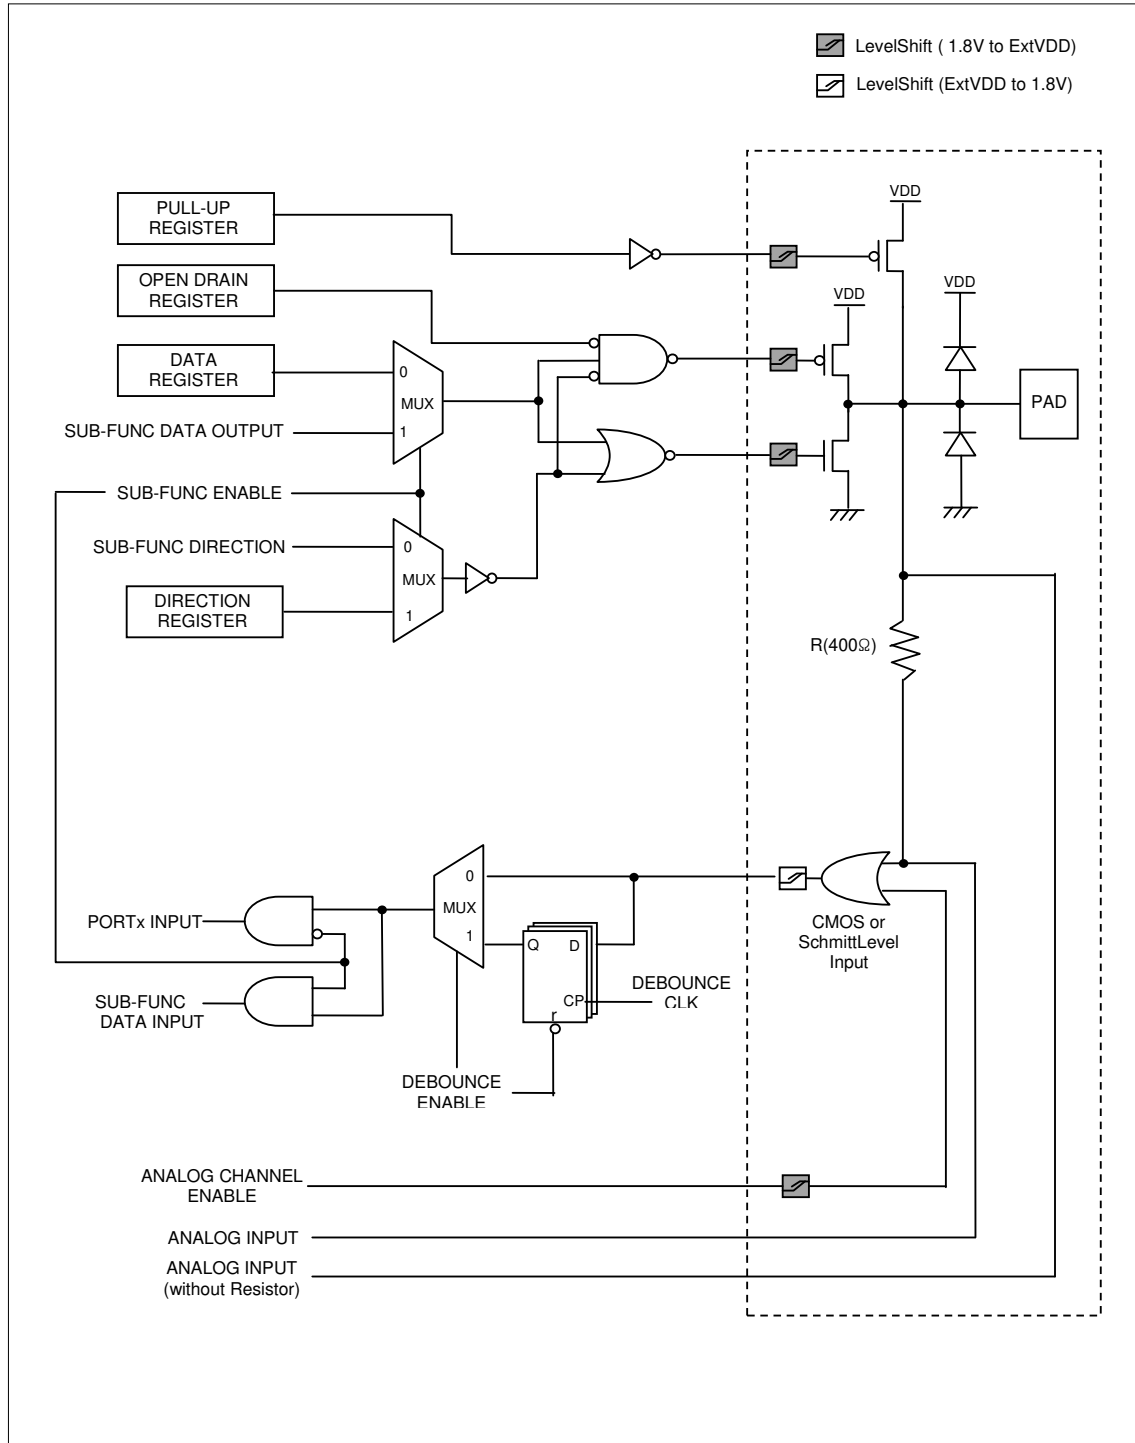 LevelShift ( 1.8V to ExtVDD)
LevelShift (ExtVDD to 1.8V)
VDD
PULL-UP
REGISTER
OPEN DRAIN
REGISTER
VDD
VDD
DATA
REGISTER
0
MUX
1
SUB-FUNC DATA OUTPUT
PAD
SUB-FUNC ENABLE
SUB-FUNC DIRECTION
0
MUX
1
DIRECTION
REGISTER
R(400Ω)
0
MUX
1
PORTx INPUT
CMOS or
SchmittLevel
Input
Q
D
CP
r
DEBOUNCE
CLK
SUB-FUNC
DATA INPUT
DEBOUNCE
ENABLE
ANALOG CHANNEL
ENABLE
ANALOG INPUT
ANALOG INPUT
(without Resistor)